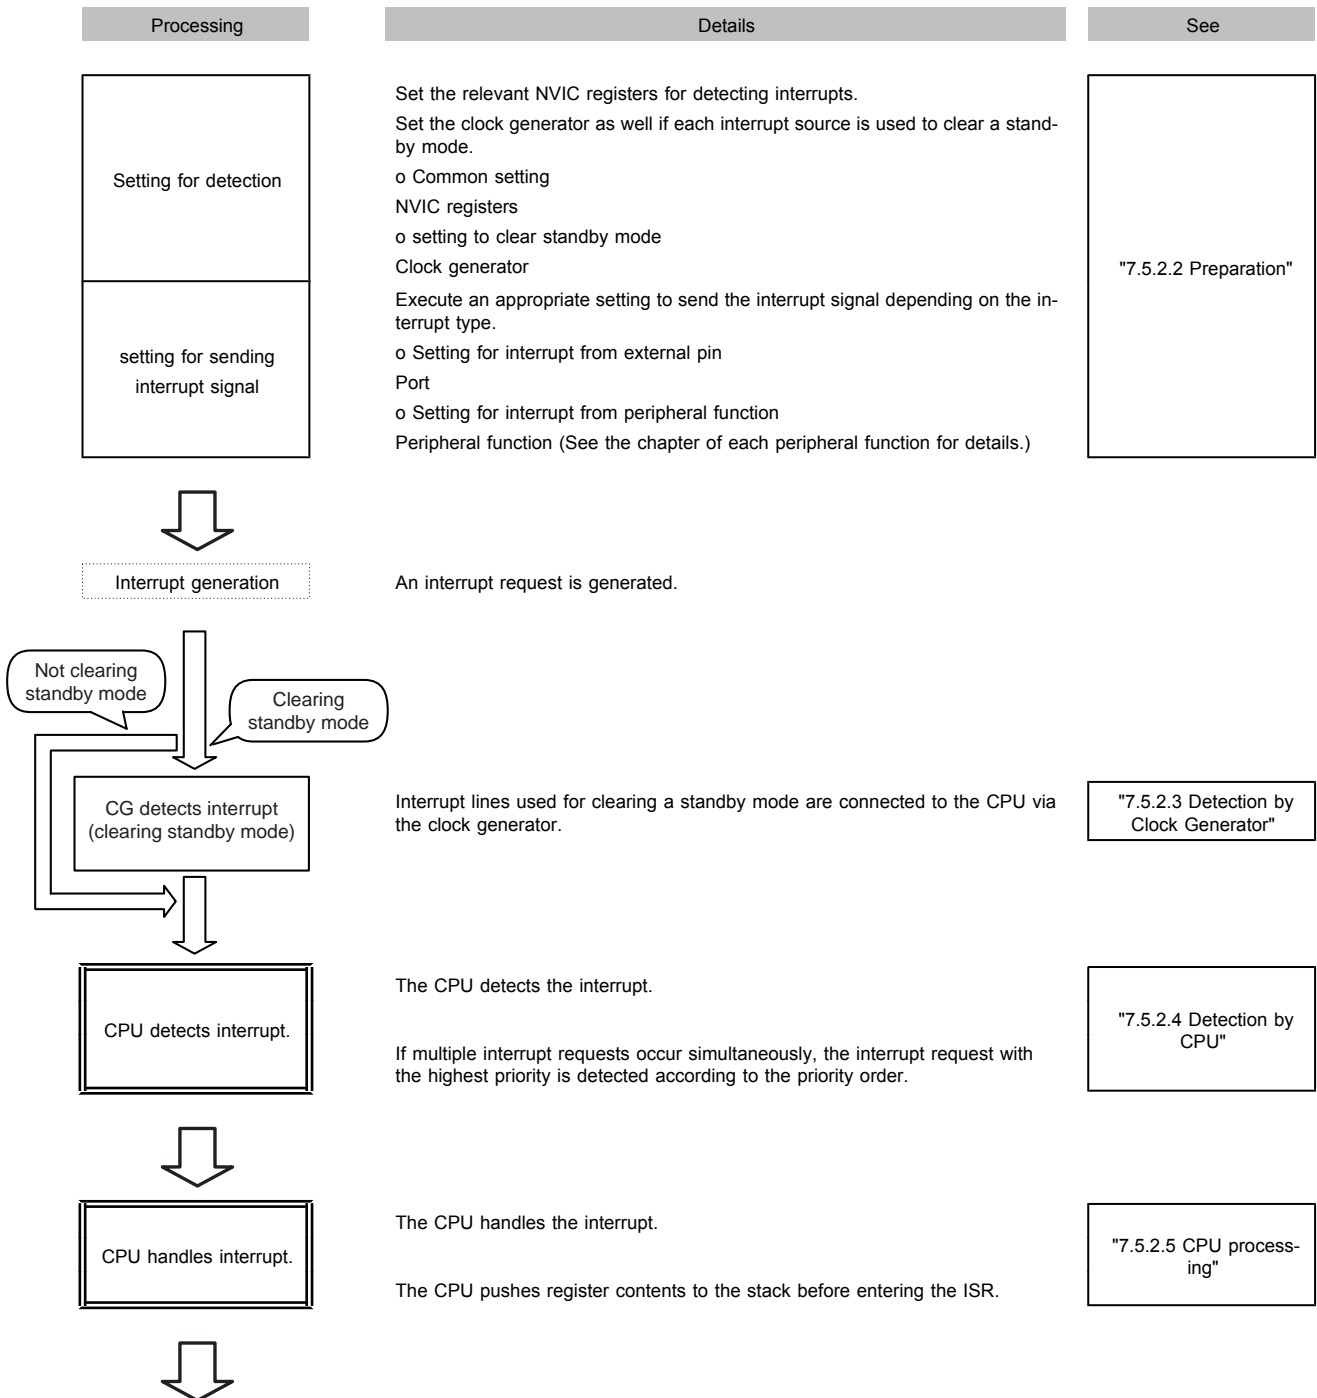 Processing
Details
See
Setting for detection
Set the relevant NVIC registers for detecting interrupts.
Set the clock generator as well if each interrupt source is used to clear a stand-
by mode.
o Common setting
NVIC registers
o setting to clear standby mode
Clock generator
"7.5.2.2 Preparation"
setting for sending
interrupt signal
Execute an appropriate setting to send the interrupt signal depending on the in-
terrupt type.
o Setting for interrupt from external pin
Port
o Setting for interrupt from peripheral function
Peripheral function (See the chapter of each peripheral function for details.)
Interrupt generation
An interrupt request is generated.
Not clearing
standby mode
Clearing
standby mode
CG detects interrupt
(clearing standby mode)
Interrupt lines used for clearing a standby mode are connected to the CPU via
the clock generator.
"7.5.2.3 Detection by
Clock Generator"
CPU detects interrupt.
The CPU detects the interrupt.
If multiple interrupt requests occur simultaneously, the interrupt request with
the highest priority is detected according to the priority order.
"7.5.2.4 Detection by
CPU"
CPU handles interrupt.
The CPU handles the interrupt.
The CPU pushes register contents to the stack before entering the ISR.
"7.5.2.5 CPU process-
ing"